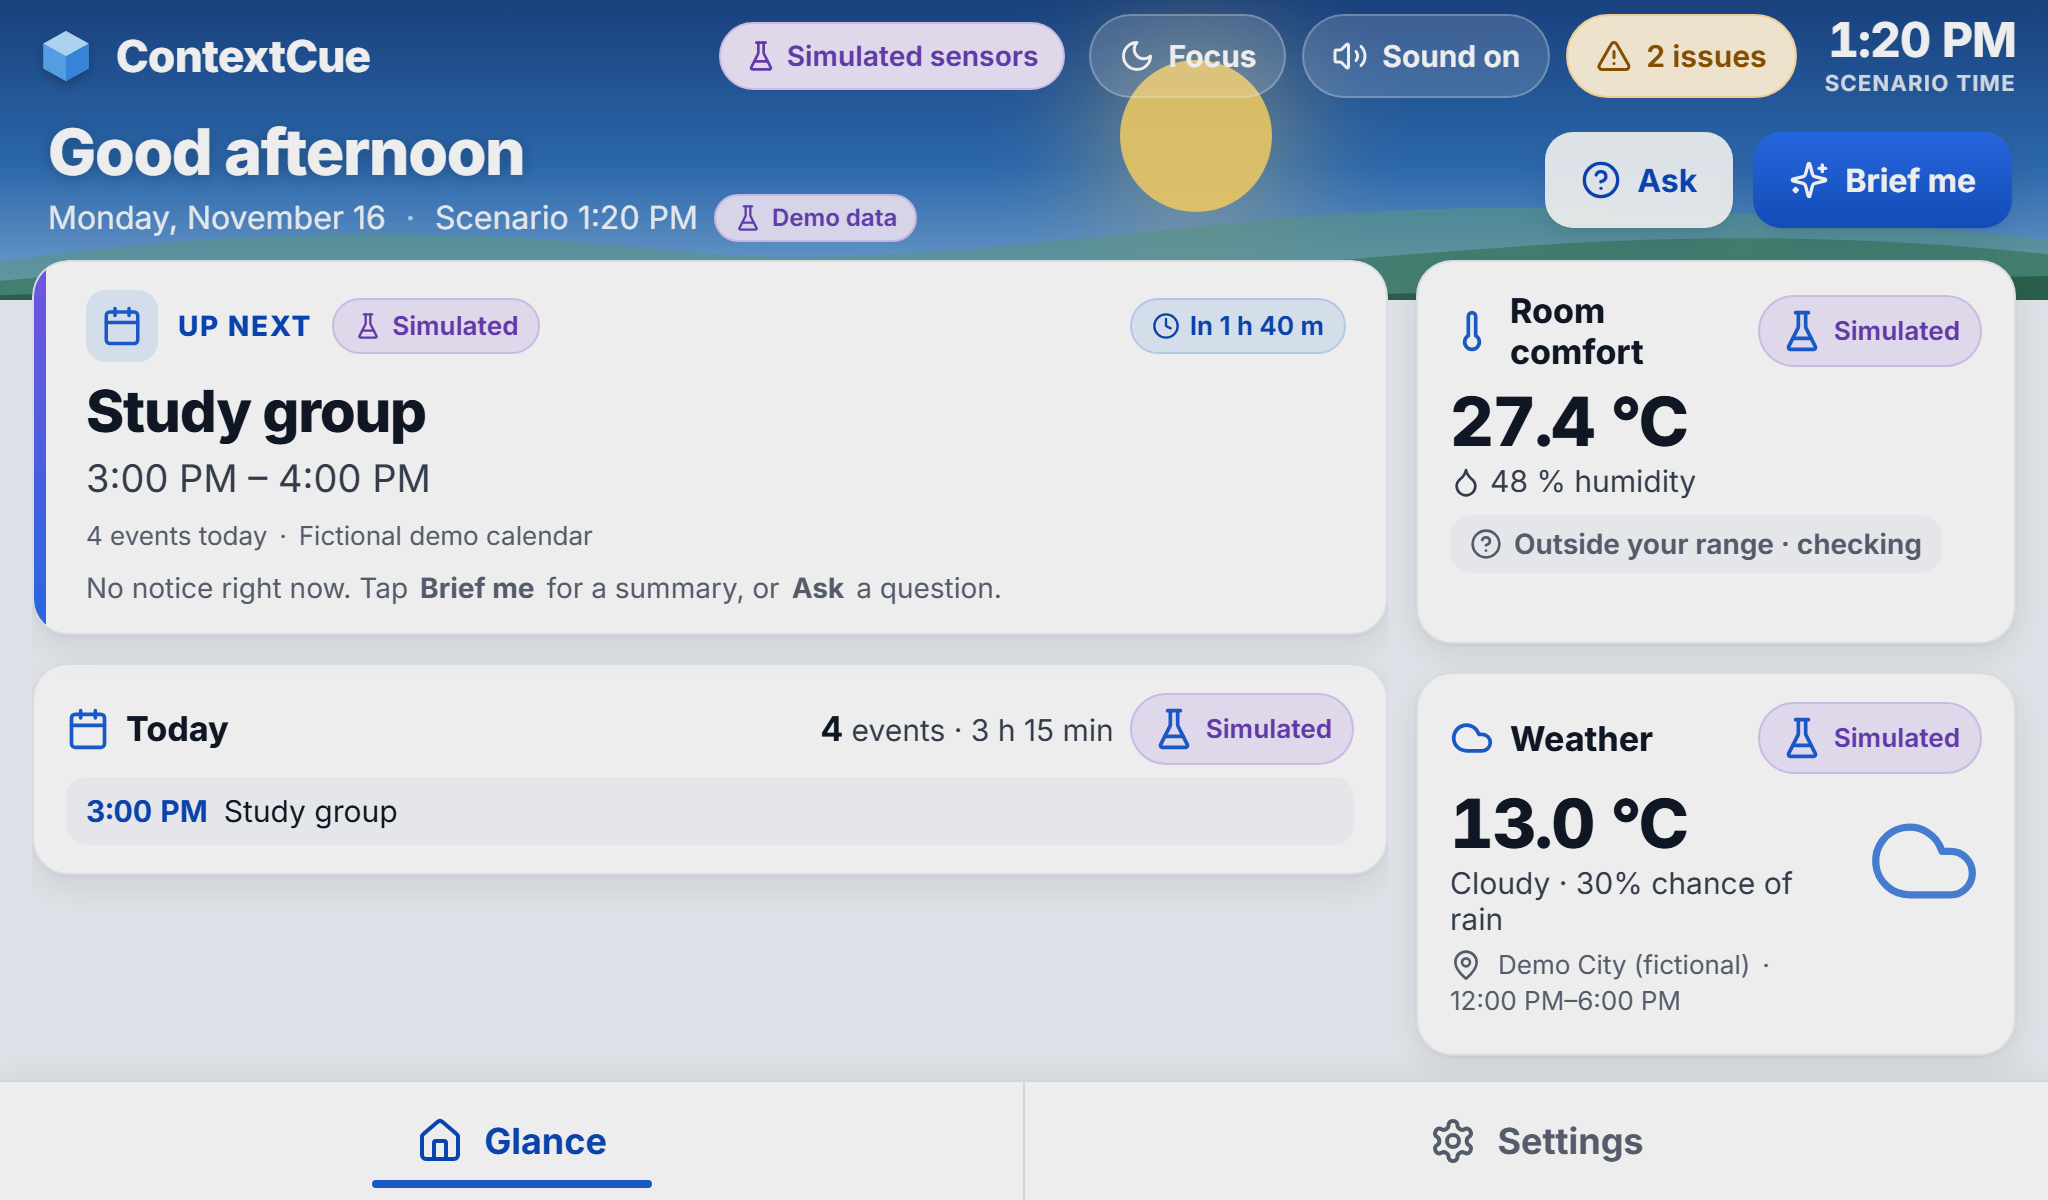 ContextCue
Simulated sensors
Focus
Sound on
2 issues
1:20 PM
SCENARIO TIME
Good afternoon
Monday, November 16 · Scenario 1:20 PM
Demo data
Ask
Brief me
UP NEXT
Simulated
In 1 h 40 m
Study group
3:00 PM – 4:00 PM
4 events today · Fictional demo calendar
No notice right now. Tap Brief me for a summary, or Ask a question.
Room
comfort
Simulated
27.4 °C
48 % humidity
Outside your range · checking
Today
4 events · 3 h 15 min
Simulated
3:00 PM Study group
Weather
Simulated
13.0 °C
Cloudy · 30% chance of
rain
Demo City (fictional) ·
12:00 PM–6:00 PM
Glance
Settings